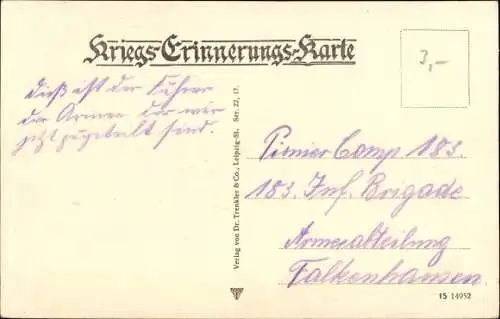 Kriegs-Erinnerungs-Karte
3,-
Dieß ist der Führer
der Armee der wir
jetzt zugeteilt sind.
Verlag von Dr. Trenkler & Co., Leipzig-St. Ser. 22, 17.
Pionier Comp 183.
183. Inf. Brigade
Armeeabteilung
Falkenhausen.
15 14952